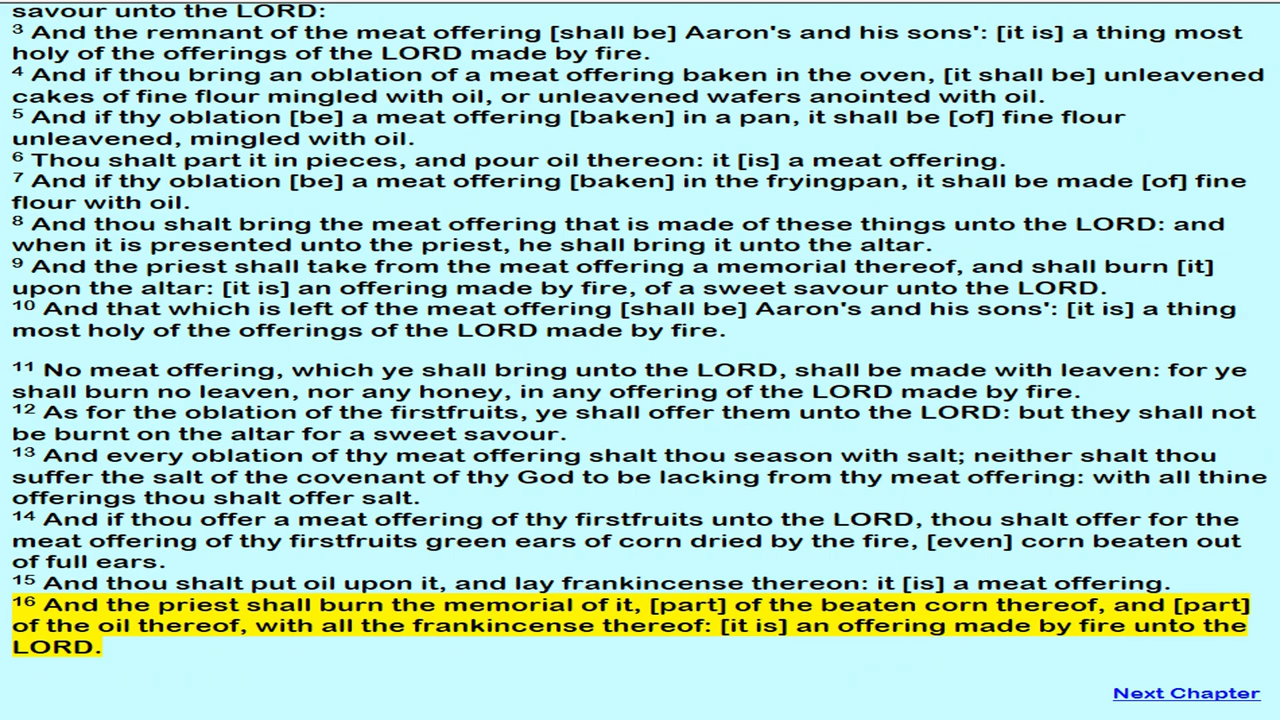 savour unto the LORD:
3 And the remnant of the meat offering [shall be] Aaron's and his sons': [it is] a thing most
holy of the offerings of the LORD made by fire.
4 And if thou bring an oblation of a meat offering baken in the oven, [it shall be] unleavened
cakes of fine flour mingled with oil, or unleavened wafers anointed with oil.
5 And if thy oblation [be] a meat offering [baken] in a pan, it shall be [of] fine flour
unleavened, mingled with oil.
6 Thou shalt part it in pieces, and pour oil thereon: it [is] a meat offering.
7 And if thy oblation [be] a meat offering [baken] in the fryingpan, it shall be made [of] fine
flour with oil.
8 And thou shalt bring the meat offering that is made of these things unto the LORD: and
when it is presented unto the priest, he shall bring it unto the altar.
9 And the priest shall take from the meat offering a memorial thereof, and shall burn [it]
upon the altar: [it is] an offering made by fire, of a sweet savour unto the LORD.
10 And that which is left of the meat offering [shall be] Aaron's and his sons': [it is] a thing
most holy of the offerings of the LORD made by fire.
11 No meat offering, which ye shall bring unto the LORD, shall be made with leaven: for ye
shall burn no leaven, nor any honey, in any offering of the LORD made by fire.
12 As for the oblation of the firstfruits, ye shall offer them unto the LORD: but they shall not
be burnt on the altar for a sweet savour.
13 And every oblation of thy meat offering shalt thou season with salt; neither shalt thou
suffer the salt of the covenant of thy God to be lacking from thy meat offering: with all thine
offerings thou shalt offer salt.
14 And if thou offer a meat offering of thy firstfruits unto the LORD, thou shalt offer for the
meat offering of thy firstfruits green ears of corn dried by the fire, [even] corn beaten out
of full ears.
15 And thou shalt put oil upon it, and lay frankincense thereon: it [is] a meat offering.
16 And the priest shall burn the memorial of it, [part] of the beaten corn thereof, and [part]
of the oil thereof, with all the frankincense thereof: [it is] an offering made by fire unto the
LORD.
Next Chapter